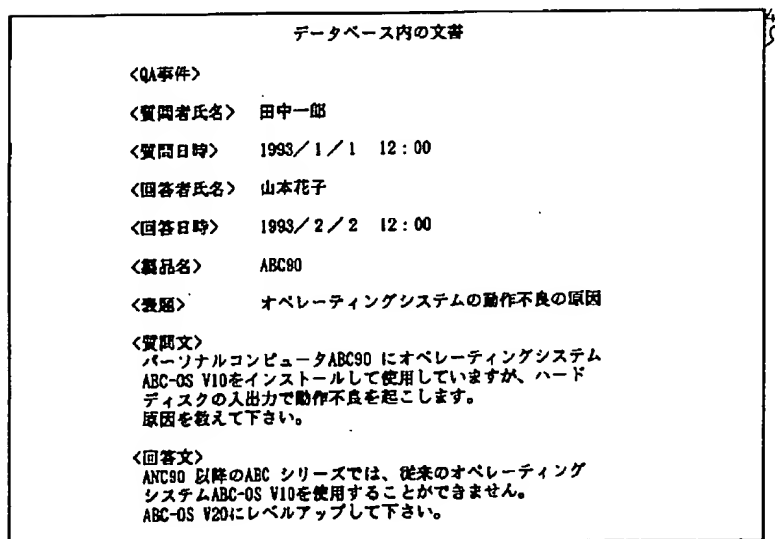 データベース内の文書
<QA事件>
<質問者氏名> 田中一郎
<質問日時> 1993/1/1 12:00
<回答者氏名> 山本花子
<回答日時> 1993/2/2 12:00
<製品名> ABC90
<表題> オペレーティングシステムの動作不良の原因
<質問文>
パーソナルコンピュータABC90 にオペレーティングシステム
ABC-OS V10をインストールして使用していますが、ハード
ディスクの入出力で動作不良を起こします。
原因を教えて下さい。
<回答文>
ANC90 以降のABC シリーズでは、従来のオペレーティング
システムABC-OS V10を使用することができません。
ABC-OS V20にレベルアップして下さい。